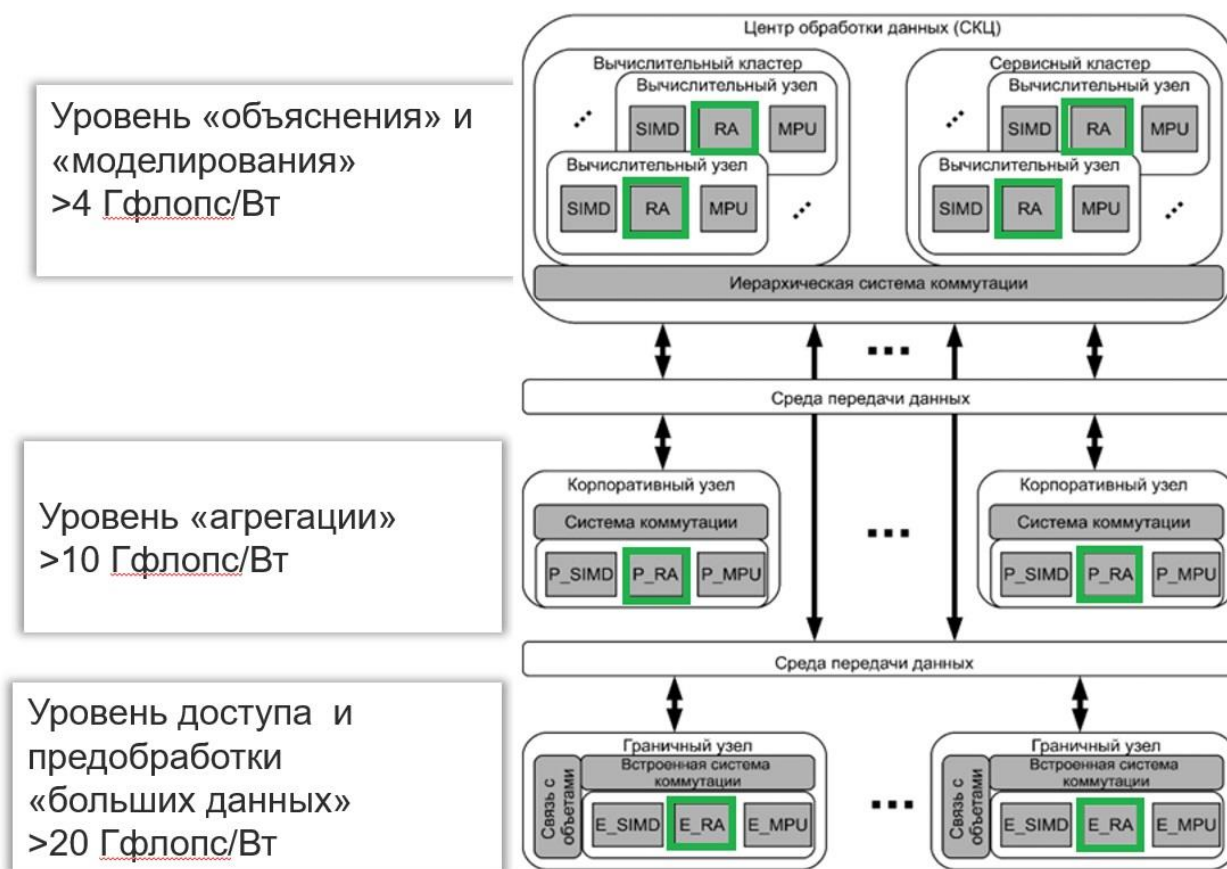 Уровень «объяснения» и
«моделирования»
>4 Гфлопс/Вт
Центр обработки данных (СКЦ)
Вычислительный кластер
Вычислительный узел
SIMD RA MPU
Вычислительный узел
SIMD RA MPU
Сервисный кластер
Вычислительный узел
SIMD RA MPU
Вычислительный узел
SIMD RA MPU
Иерархическая система коммутации
Среда передачи данных
Уровень «агрегации»
>10 Гфлопс/Вт
Корпоративный узел
Система коммутации
P_SIMD P_RA P_MPU
Корпоративный узел
Система коммутации
P_SIMD P_RA P_MPU
Среда передачи данных
Уровень доступа и
предобработки
«больших данных»
>20 Гфлопс/Вт
Граничный узел
Связь с
объетами
Встроенная система
коммутации
E_SIMD E_RA E_MPU
Граничный узел
Связь с
объетами
Встроенная система
коммутации
E_SIMD E_RA E_MPU